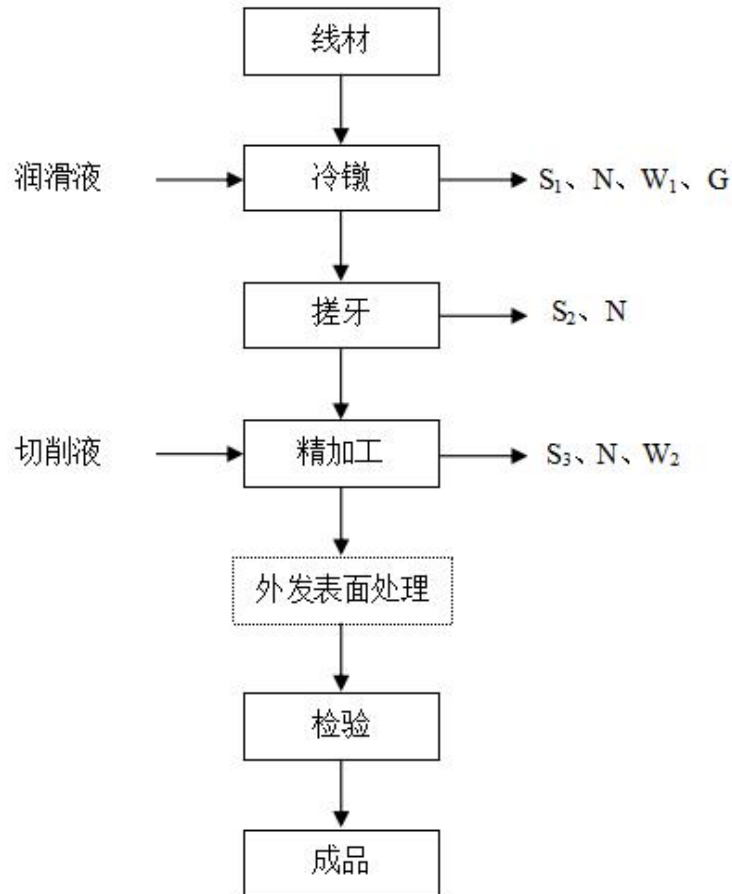 线材
润滑液
冷镦
S₁、N、W₁、G
搓牙
S₂、N
切削液
精加工
S₃、N、W₂
外发表面处理
检验
成品